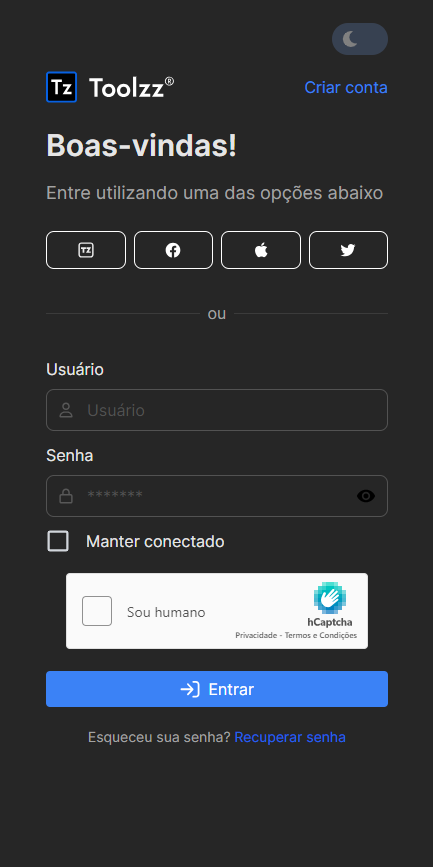 Tz Toolzz®
Criar conta
Boas-vindas!
Entre utilizando uma das opções abaixo
TZ
ou
Usuário
Usuário
Senha
*******
Manter conectado
Sou humano
hCaptcha
Privacidade - Termos e Condições
Entrar
Esqueceu sua senha? Recuperar senha